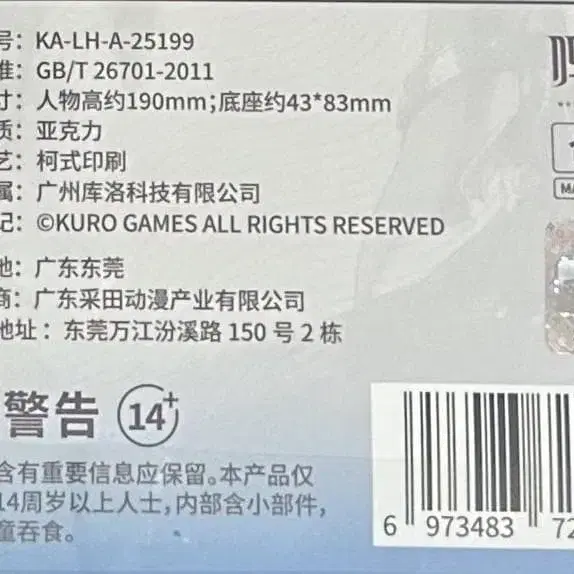 号: KA-LH-A-25199
准: GB/T 26701-2011
寸: 人物高约190mm;底座约43*83mm
质: 亚克力
艺: 柯式印刷
属: 广州库洛科技有限公司
记: ©KURO GAMES ALL RIGHTS RESERVED
地: 广东东莞
商: 广东采田动漫产业有限公司
地址: 东莞万江汾溪路 150 号 2 栋
警告 14+
含有重要信息应保留。本产品仅
14周岁以上人士,内部含小部件,
童吞食。
MA
6 973483 72